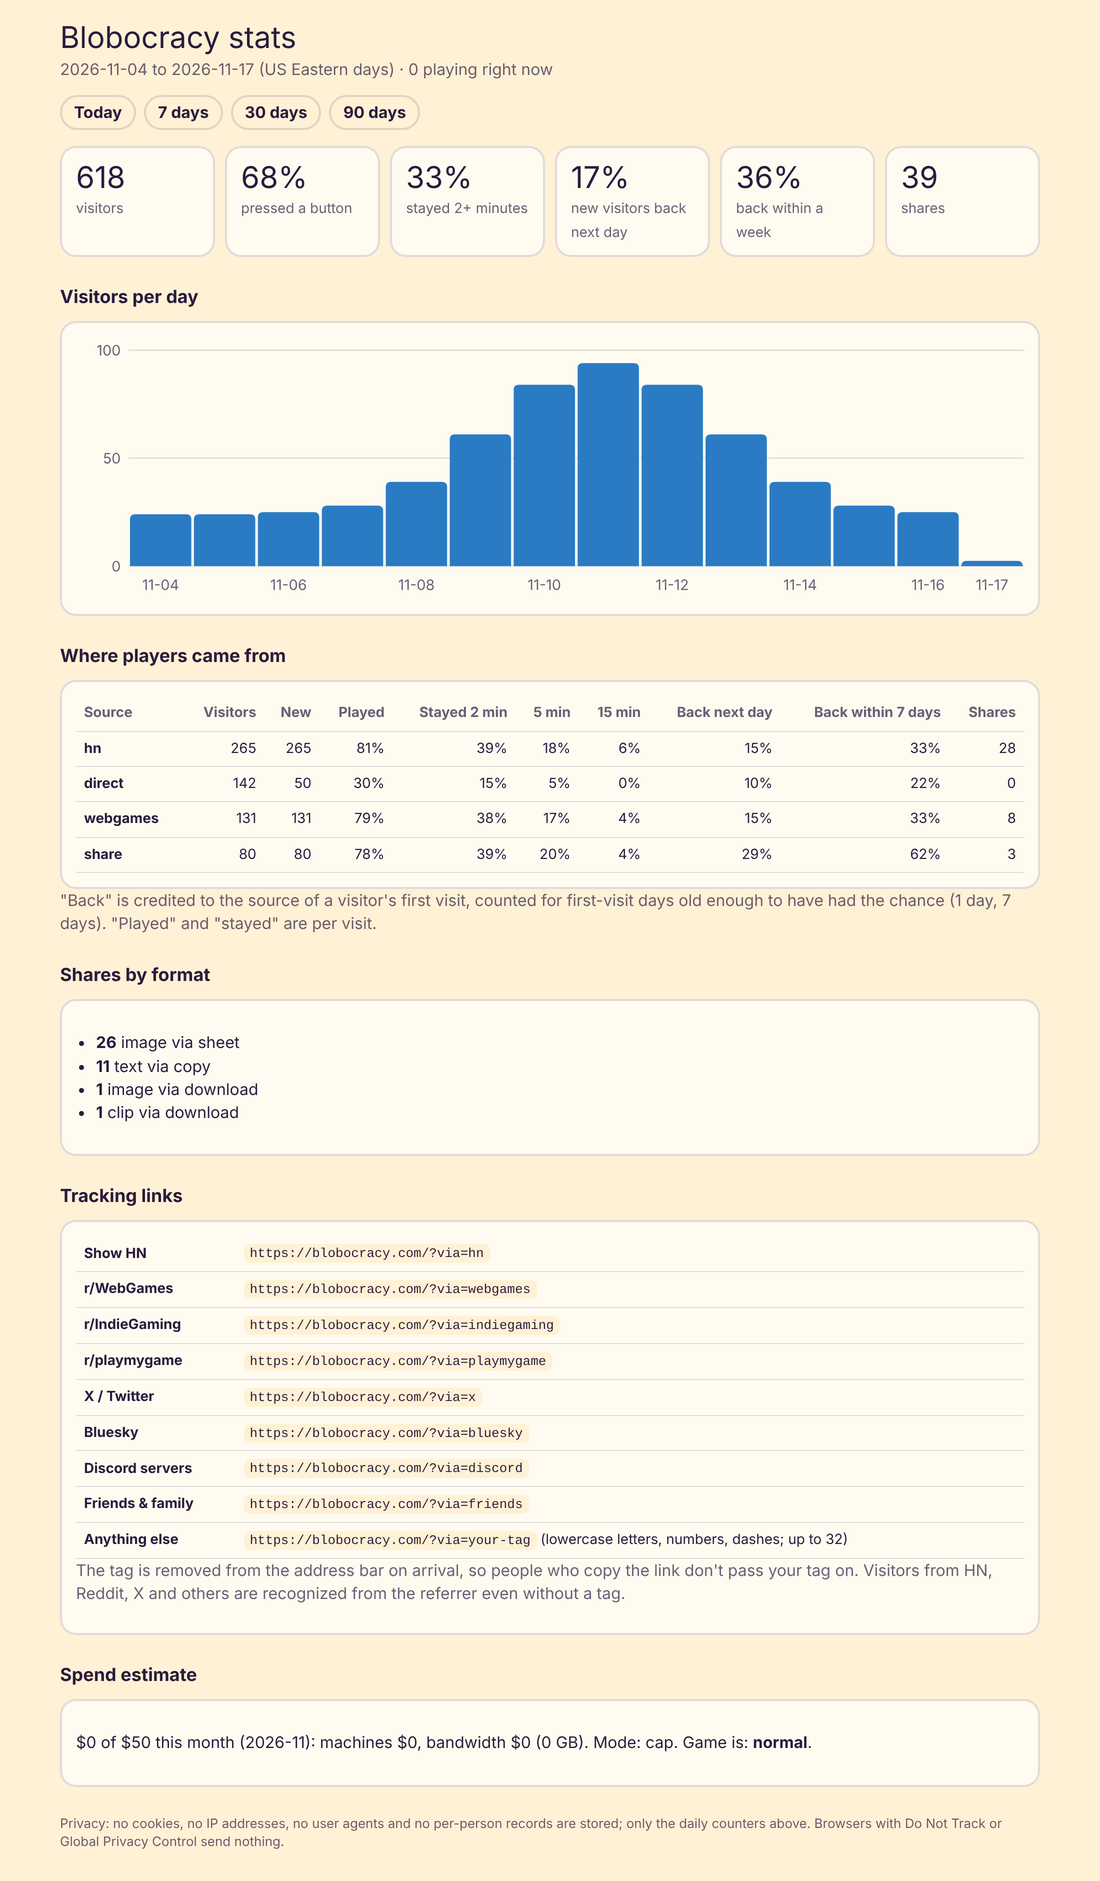 Blobocracy stats
2026-11-04 to 2026-11-17 (US Eastern days) · 0 playing right now
Today 7 days 30 days 90 days
618
visitors
68%
pressed a button
33%
stayed 2+ minutes
17%
new visitors back
next day
36%
back within a
week
39
shares
Visitors per day
100
50
0
11-04 11-06 11-08 11-10 11-12 11-14 11-16 11-17
Where players came from
Source Visitors New Played Stayed 2 min 5 min 15 min Back next day Back within 7 days Shares
hn 265 265 81% 39% 18% 6% 15% 33% 28
direct 142 50 30% 15% 5% 0% 10% 22% 0
webgames 131 131 79% 38% 17% 4% 15% 33% 8
share 80 80 78% 39% 20% 4% 29% 62% 3
"Back" is credited to the source of a visitor's first visit, counted for first-visit days old enough to have had the chance (1 day, 7
days). "Played" and "stayed" are per visit.
Shares by format
• 26 image via sheet
• 11 text via copy
• 1 image via download
• 1 clip via download
Tracking links
Show HN https://blobocracy.com/?via=hn
r/WebGames https://blobocracy.com/?via=webgames
r/IndieGaming https://blobocracy.com/?via=indiegaming
r/playmygame https://blobocracy.com/?via=playmygame
X / Twitter https://blobocracy.com/?via=x
Bluesky https://blobocracy.com/?via=bluesky
Discord servers https://blobocracy.com/?via=discord
Friends & family https://blobocracy.com/?via=friends
Anything else https://blobocracy.com/?via=your-tag (lowercase letters, numbers, dashes; up to 32)
The tag is removed from the address bar on arrival, so people who copy the link don't pass your tag on. Visitors from HN,
Reddit, X and others are recognized from the referrer even without a tag.
Spend estimate
$0 of $50 this month (2026-11): machines $0, bandwidth $0 (0 GB). Mode: cap. Game is: normal.
Privacy: no cookies, no IP addresses, no user agents and no per-person records are stored; only the daily counters above. Browsers with Do Not Track or
Global Privacy Control send nothing.